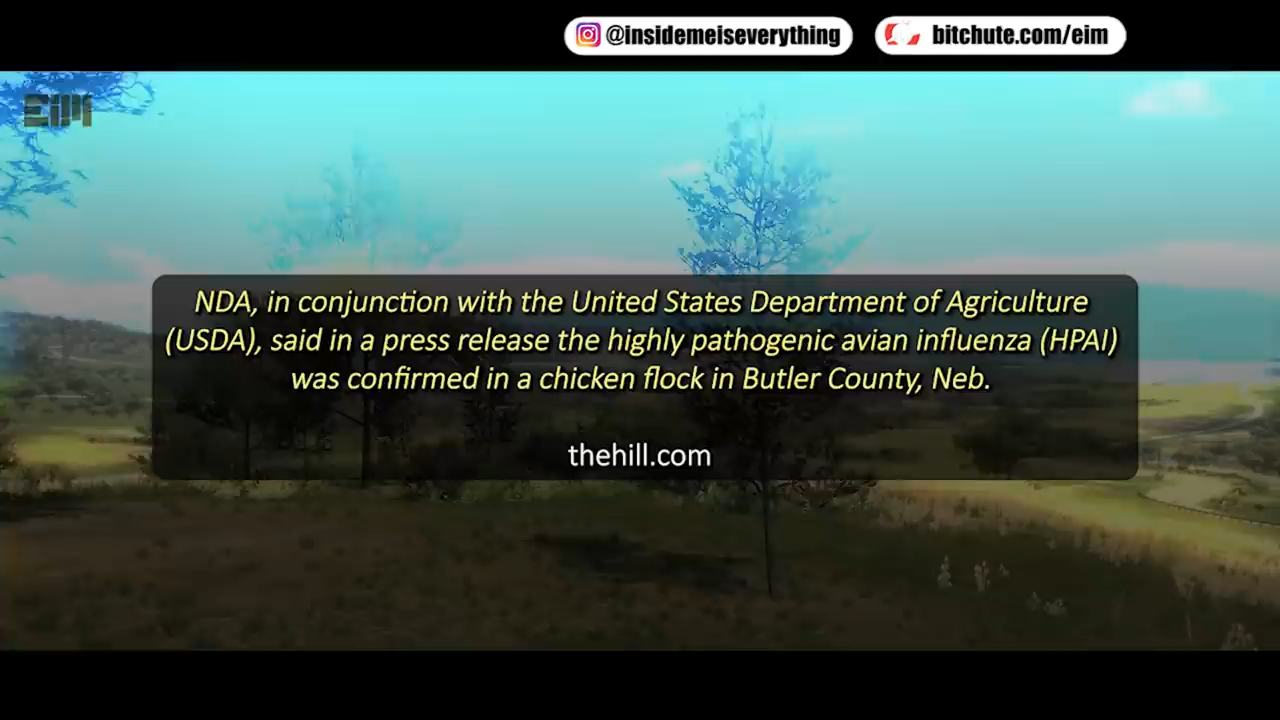 @insidemeiseverything
bitchute.com/eim
EIM
NDA, in conjunction with the United States Department of Agriculture
(USDA), said in a press release the highly pathogenic avian influenza (HPAI)
was confirmed in a chicken flock in Butler County, Neb.
thehill.com